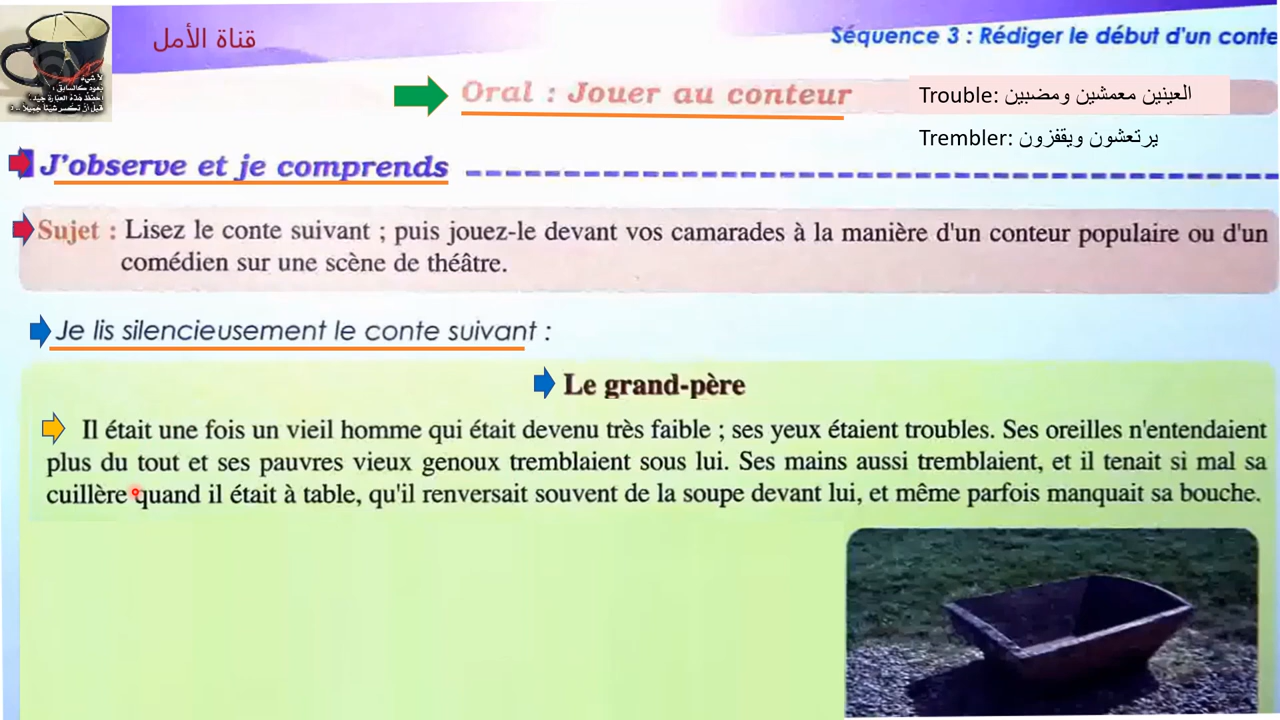 قناة الأمل
Séquence 3 : Rédiger le début d'un conte
Oral : Jouer au conteur
Trouble: العينين معمشين ومضببين
Trembler: يرتعشون ويقفزون
J'observe et je comprends
Sujet : Lisez le conte suivant ; puis jouez-le devant vos camarades à la manière d'un conteur populaire ou d'un
comédien sur une scène de théâtre.
Je lis silencieusement le conte suivant :
Le grand-père
Il était une fois un vieil homme qui était devenu très faible ; ses yeux étaient troubles. Ses oreilles n'entendaient
plus du tout et ses pauvres vieux genoux tremblaient sous lui. Ses mains aussi tremblaient, et il tenait si mal sa
cuillère quand il était à table, qu'il renversait souvent de la soupe devant lui, et même parfois manquait sa bouche.